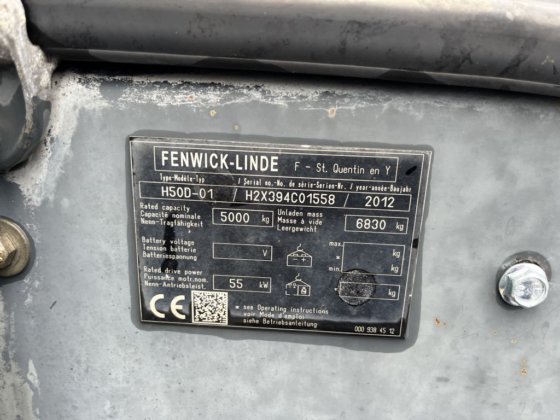 FENWICK-LINDE F - St. Quentin en Y
Type-Modèle-Typ / Serial no.-No. de série-Serien-Nr. / year-année-Baujahr
H50D-01 / H2X394C01558 / 2012
Rated capacity
Capacité nominale
Nenn-Tragfähigkeit
5000 kg
Unladen mass
Masse à vide
Leergewicht
6830 kg
Battery voltage
Tension batterie
Batteriespannung
V
max.
kg
*
min.
kg
Rated drive power
Puissance motr.nom.
Nenn-Antriebsleist.
55 kW
*
kg
CE
* see Operating instructions
voir Mode d'emploi
siehe Betriebsanleitung
000 938 45 12